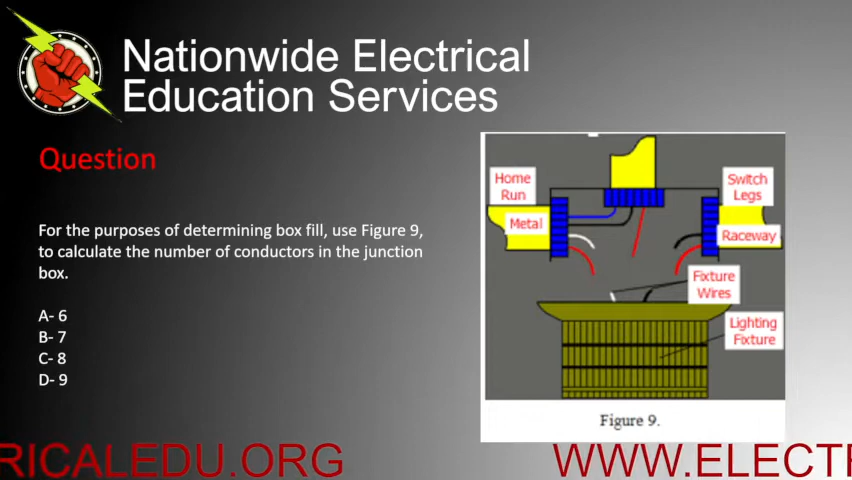 Nationwide Electrical
Education Services
Question
For the purposes of determining box fill, use Figure 9,
to calculate the number of conductors in the junction
box.
A- 6
B- 7
C- 8
D- 9
Home
Run
Metal
Switch
Legs
Raceway
Fixture
Wires
Lighting
Fixture
Figure 9.
RICALEDU.ORG
WWW.ELECT